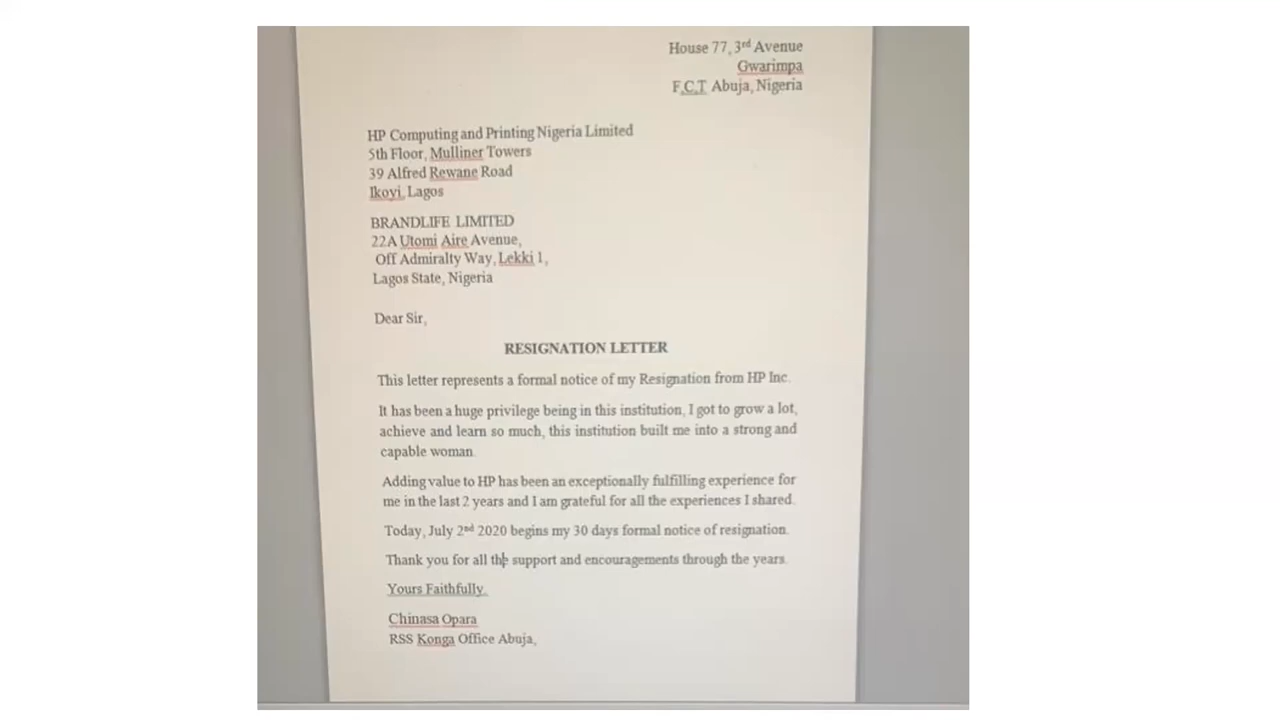 House 77, 3rd Avenue
Gwarimpa
F.C.T Abuja, Nigeria
HP Computing and Printing Nigeria Limited
5th Floor, Mulliner Towers
39 Alfred Rewane Road
Ikoyi, Lagos
BRANDLIFE LIMITED
22A Utomi Aire Avenue,
Off Admiralty Way, Lekki 1,
Lagos State, Nigeria
Dear Sir,
RESIGNATION LETTER
This letter represents a formal notice of my Resignation from HP Inc.
It has been a huge privilege being in this institution, I got to grow a lot,
achieve and learn so much, this institution built me into a strong and
capable woman.
Adding value to HP has been an exceptionally fulfilling experience for
me in the last 2 years and I am grateful for all the experiences I shared.
Today, July 2nd 2020 begins my 30 days formal notice of resignation.
Thank you for all the support and encouragements through the years.
Yours Faithfully.
Chinasa Opara
RSS Konga Office Abuja,